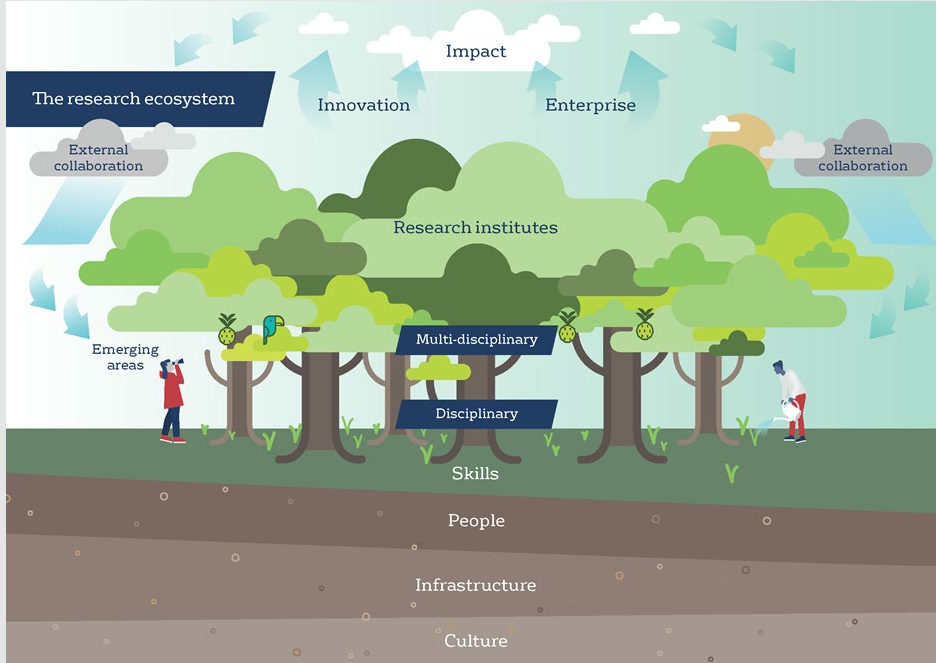 Impact
The research ecosystem
Innovation
Enterprise
External
collaboration
External
collaboration
Research institutes
Multi-disciplinary
Emerging
areas
Disciplinary
Skills
People
Infrastructure
Culture